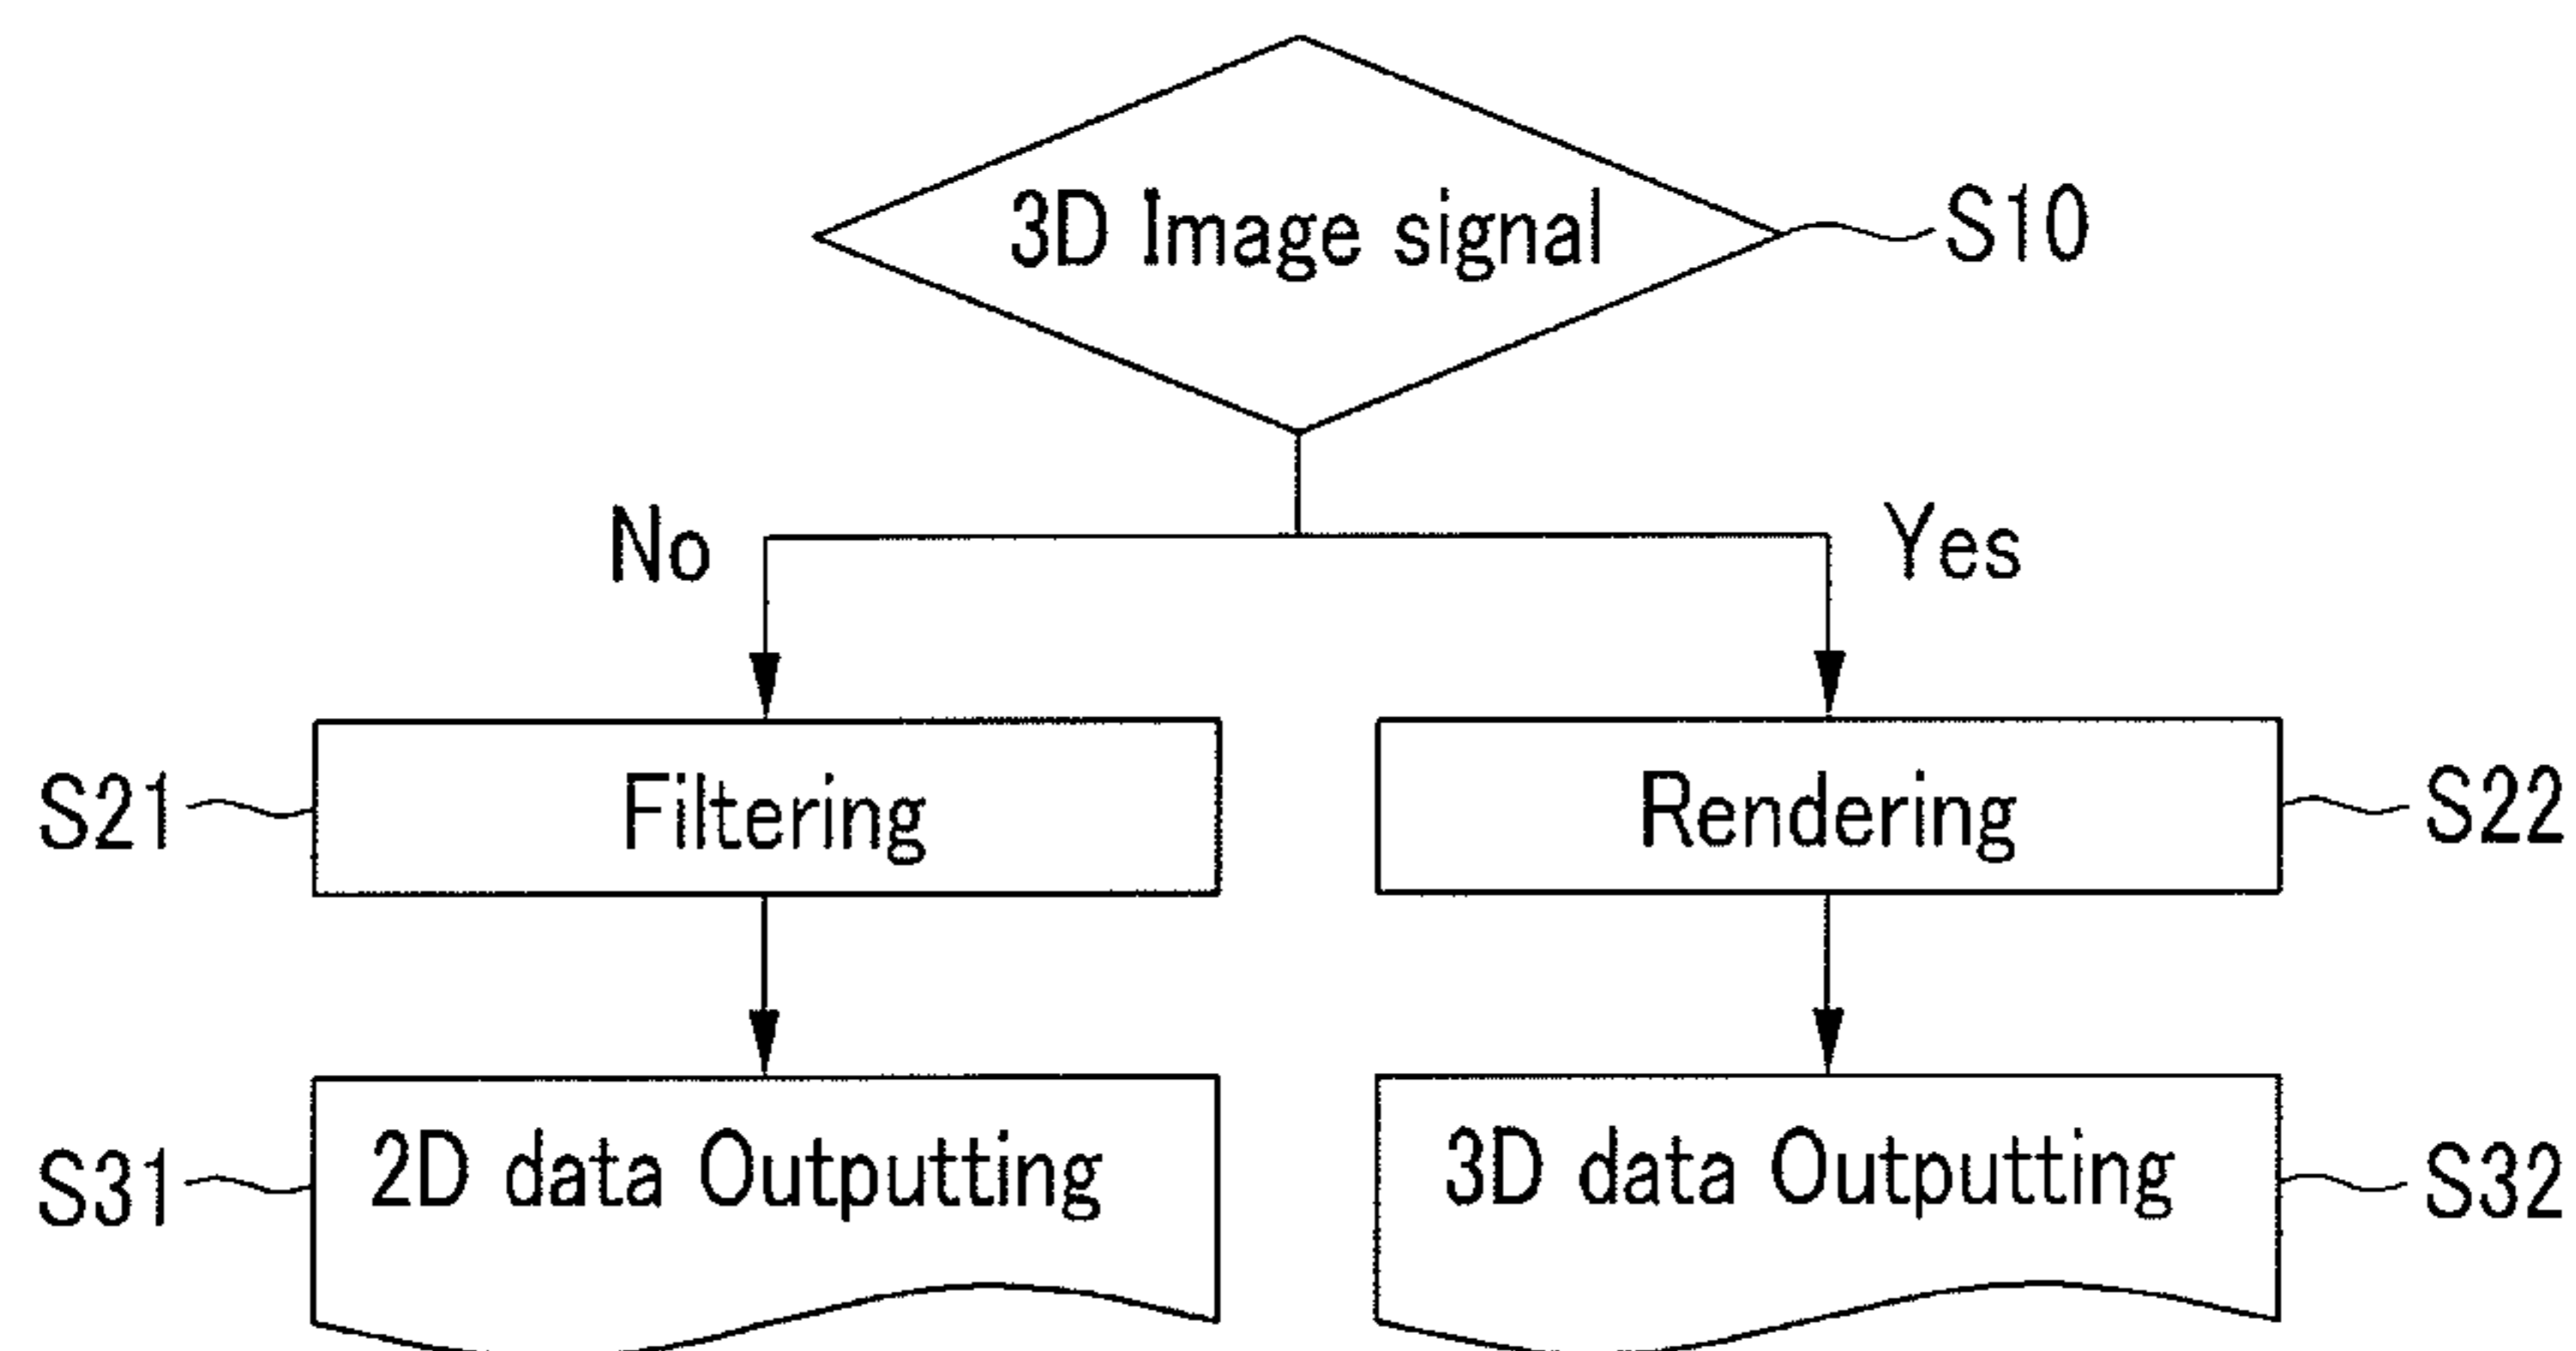 3D Image signal
S10
No
Yes
S21
Filtering
Rendering
S22
S31
2D data Outputting
3D data Outputting
S32